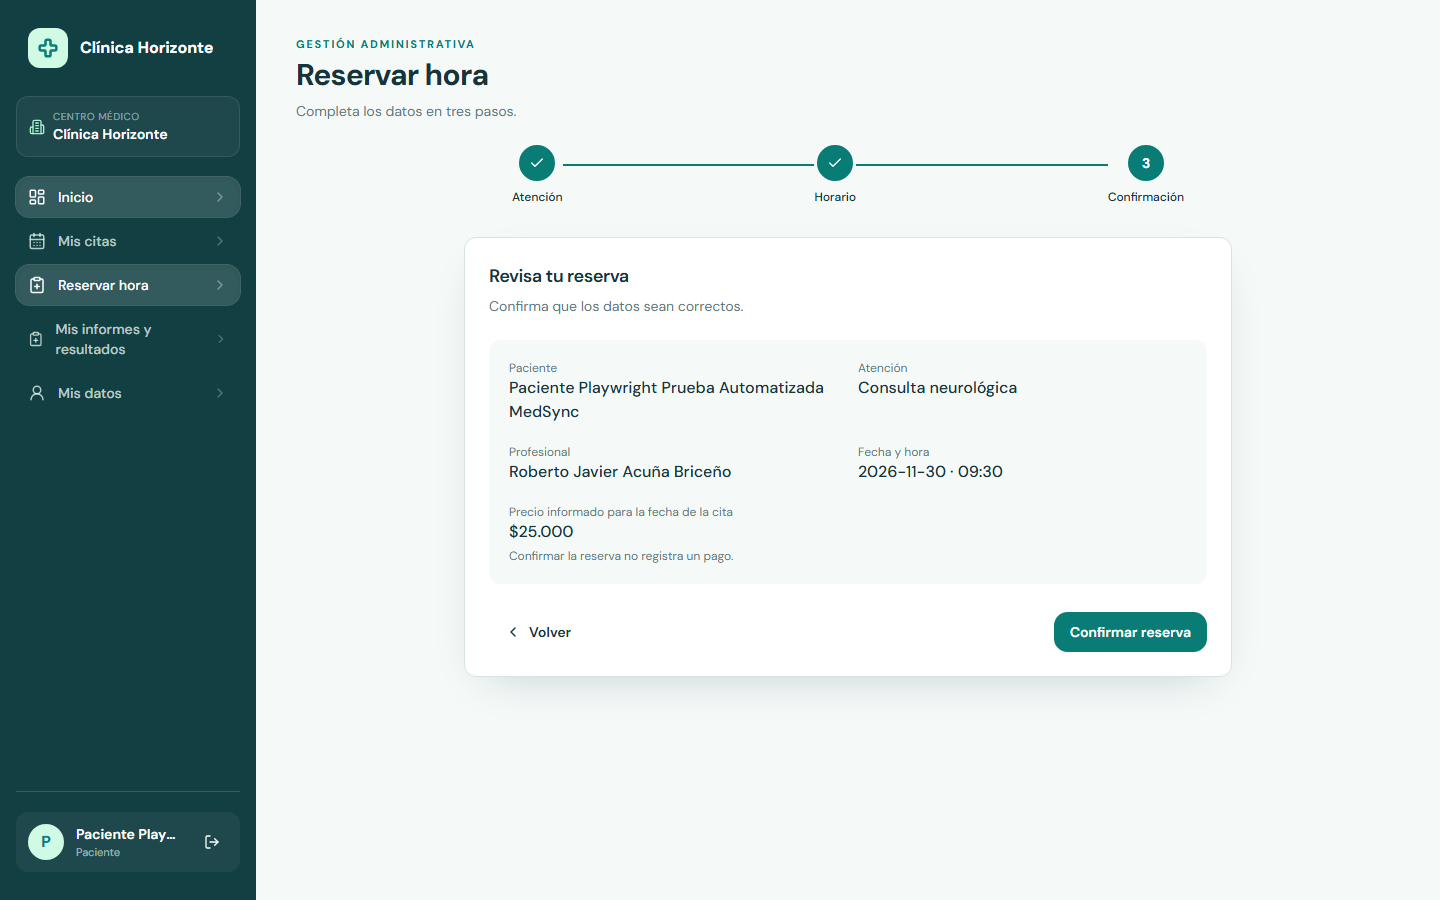 Clínica Horizonte
CENTRO MÉDICO
Clínica Horizonte
Inicio
Mis citas
Reservar hora
Mis informes y
resultados
Mis datos
P
Paciente Play...
Paciente
GESTIÓN ADMINISTRATIVA
Reservar hora
Completa los datos en tres pasos.
3
Atención
Horario
Confirmación
Revisa tu reserva
Confirma que los datos sean correctos.
Paciente
Paciente Playwright Prueba Automatizada
MedSync
Atención
Consulta neurológica
Profesional
Roberto Javier Acuña Briceño
Fecha y hora
2026-11-30 · 09:30
Precio informado para la fecha de la cita
$25.000
Confirmar la reserva no registra un pago.
Volver
Confirmar reserva